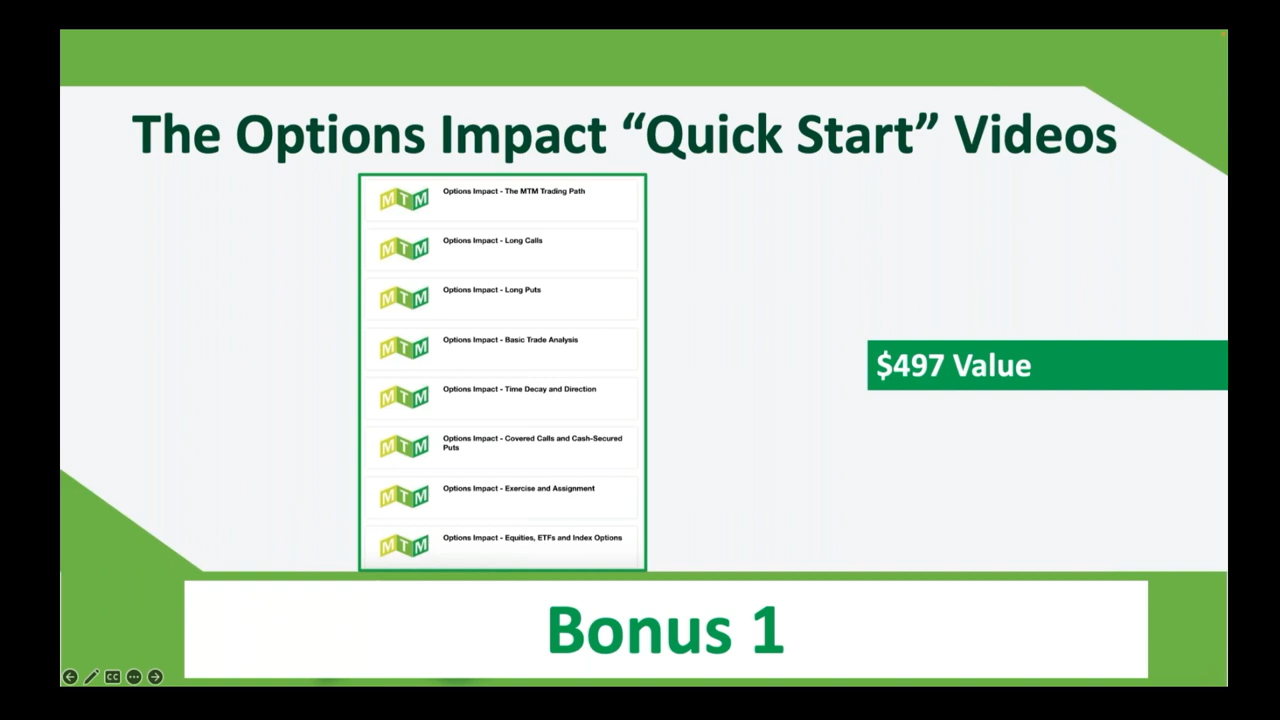 The Options Impact “Quick Start” Videos
MTM
Options Impact - The MTM Trading Path
MTM
Options Impact - Long Calls
MTM
Options Impact - Long Puts
MTM
Options Impact - Basic Trade Analysis
MTM
Options Impact - Time Decay and Direction
MTM
Options Impact - Covered Calls and Cash-Secured
Puts
MTM
Options Impact - Exercise and Assignment
MTM
Options Impact - Equities, ETFs and Index Options
$497 Value
Bonus 1
CC